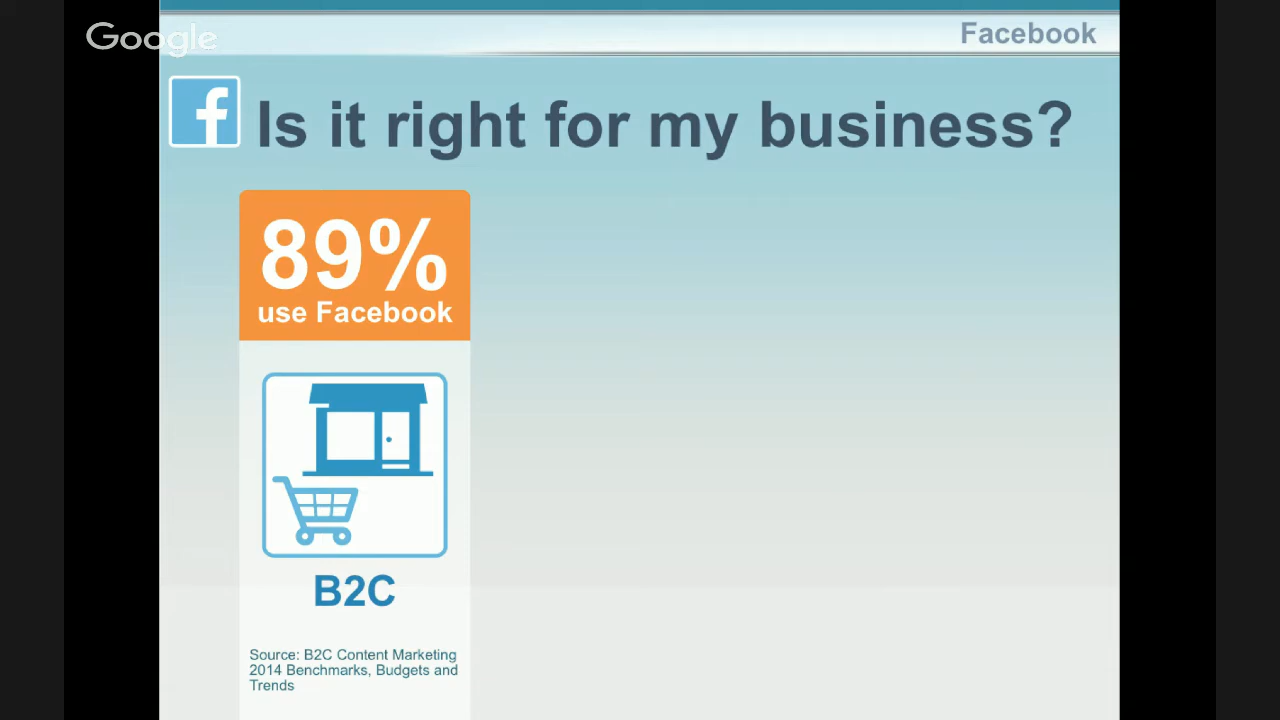 Google
Facebook
f
Is it right for my business?
89%
use Facebook
B2C
Source: B2C Content Marketing
2014 Benchmarks, Budgets and
Trends